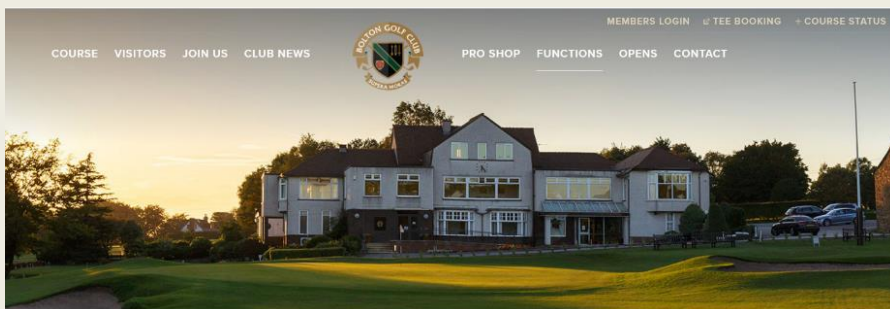 MEMBERS LOGIN TEE BOOKING + COURSE STATUS
COURSE VISITORS JOIN US CLUB NEWS
BOLTON GOLF CLUB
PRO SHOP FUNCTIONS OPENS CONTACT